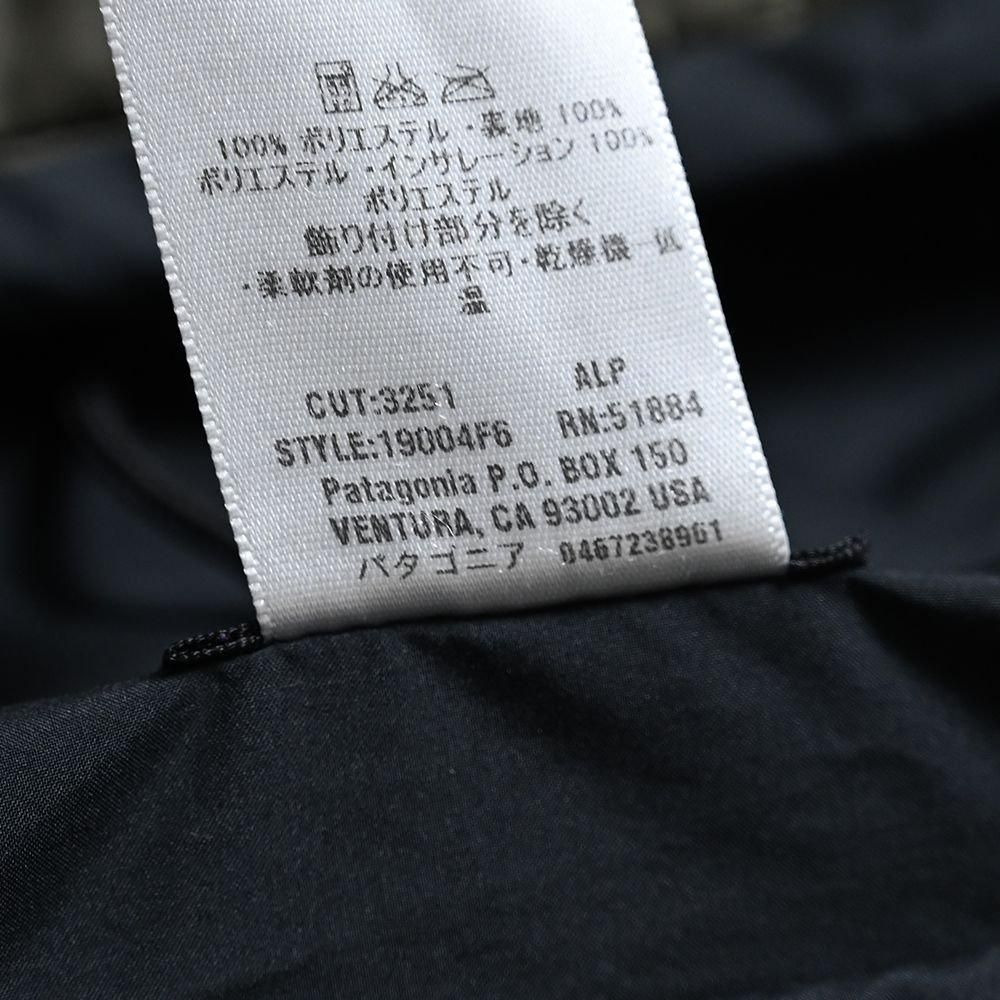 100% ポリエステル・表地 100%
ポリエステル・インサレーション 100%
ポリエステル
飾り付け部分を除く
・柔軟剤の使用不可・乾燥機―低
温
CUT:3251 ALP
STYLE:19004F6 RN:51884
Patagonia P.O. BOX 150
VENTURA, CA 93002 USA
パタゴニア 0467238961